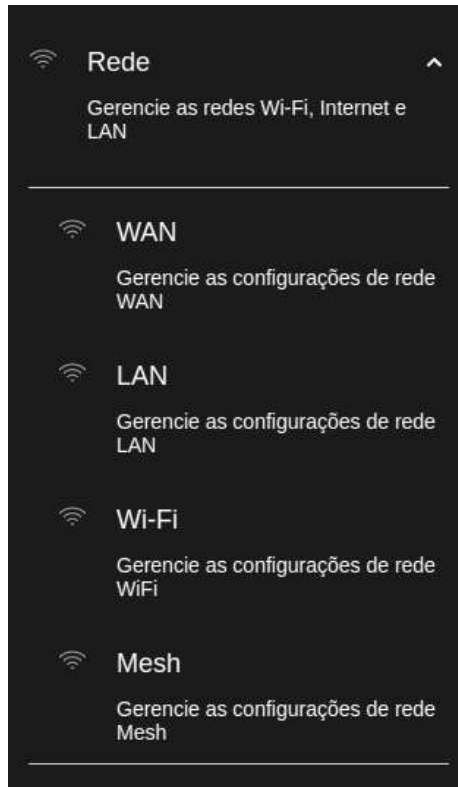 Rede
Gerencie as redes Wi-Fi, Internet e
LAN
WAN
Gerencie as configurações de rede
WAN
LAN
Gerencie as configurações de rede
LAN
Wi-Fi
Gerencie as configurações de rede
WiFi
Mesh
Gerencie as configurações de rede
Mesh